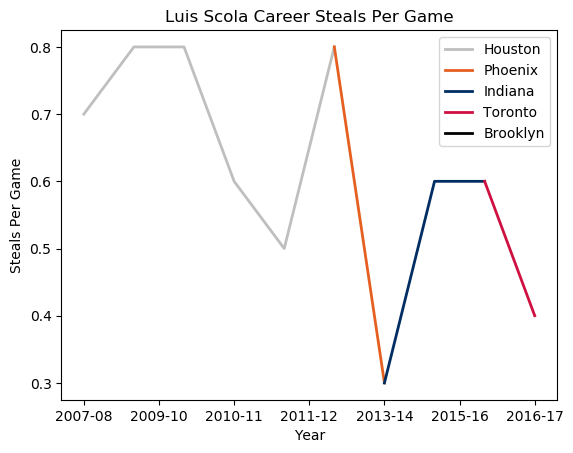 Luis Scola Career Steals Per Game
Houston
Phoenix
Indiana
Toronto
Brooklyn
Steals Per Game
0.8
0.7
0.6
0.5
0.4
0.3
2007-08 2009-10 2010-11 2011-12 2013-14 2015-16 2016-17
Year